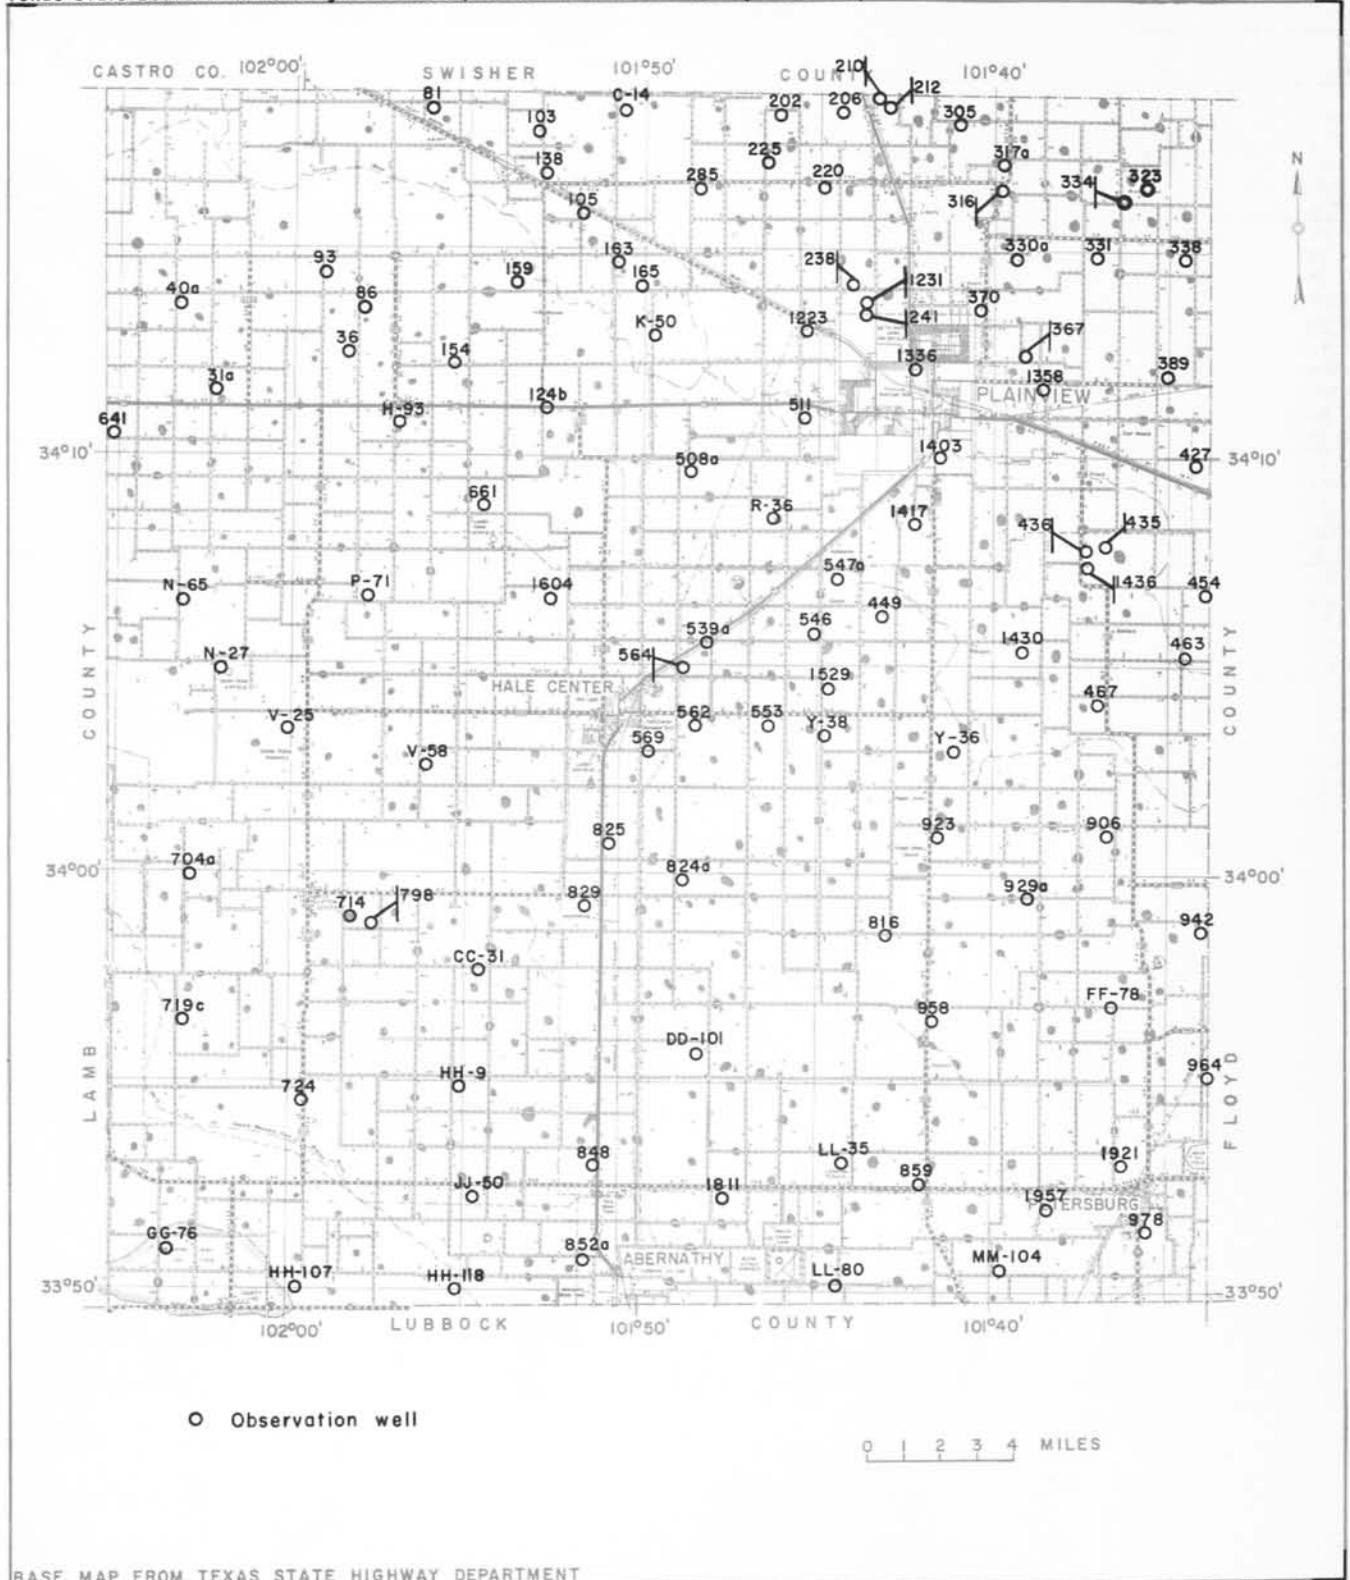 CASTRO CO. 102°00' SWISHER 101°50' COUNTY 101°40'
210
212
81
C-14
202
206
305
103
138
225
317a
285
220
334
323
316
105
163
238
330a
331
338
93
159
165
1231
40a
86
370
241
K-50
1223
36
367
154
1336
31a
1358
389
PLAINVIEW
H-93
124b
511
641
34°10'
1403
427
34°10'
508a
661
R-36
1417
436
435
547a
N-65
P-71
1604
1436
454
449
539a
546
1430
463
N-27
564
HALE CENTER
1529
467
V-25
562
553
Y-38
COUNTY
COUNTY
V-58
569
Y-36
825
923
906
704a
34°00'
824a
34°00'
714
798
829
929a
816
942
CC-31
719c
958
FF-78
DD-101
LAMB
HH-9
964
724
FLOYD
848
LL-35
859
1921
JJ-50
1811
1957
PETERSBURG
978
GG-76
852a
ABERNATHY
MM-104
HH-107
HH-118
LL-80
33°50'
33°50'
102°00' LUBBOCK 101°50' COUNTY 101°40'
N
O Observation well
0 1 2 3 4 MILES
BASE MAP FROM TEXAS STATE HIGHWAY DEPARTMENT